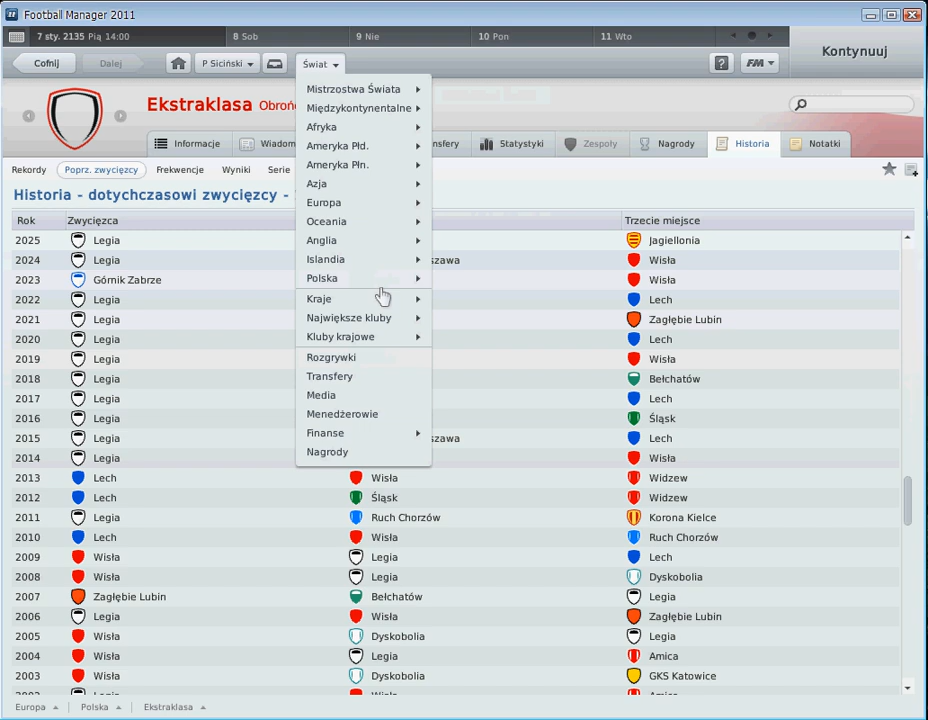 Football Manager 2011
7 sty. 2135 Pią 14:00 8 Sob 9 Nie 10 Pon 11 Wto
Kontynuuj
Cofnij Dalej P Siciński Świat ? FM
Ekstraklasa
Informacje Statystyki Zespoły Nagrody Historia Notatki
Rekordy Poprz. zwycięzcy Frekwencje Wyniki Serie
Historia - dotychczasowi zwycięzcy -
Rok Zwycięzca Trzecie miejsce
Mistrzostwa Świata
Międzykontynentalne
Afryka
Ameryka Płd.
Ameryka Płn.
Azja
Europa
Oceania
Anglia
Islandia
Polska
Kraje
Największe kluby
Kluby krajowe
Rozgrywki
Transfery
Media
Menedżerowie
Finanse
Nagrody
2025 Legia Jagiellonia
2024 Legia szawa Wisła
2023 Górnik Zabrze Wisła
2022 Legia Lech
2021 Legia Zagłębie Lubin
2020 Legia Lech
2019 Legia Wisła
2018 Legia Bełchatów
2017 Legia Lech
2016 Legia Śląsk
2015 Legia szawa Lech
2014 Legia Wisła
2013 Lech Wisła Widzew
2012 Lech Śląsk Widzew
2011 Legia Ruch Chorzów Korona Kielce
2010 Lech Wisła Ruch Chorzów
2009 Wisła Legia Lech
2008 Wisła Legia Dyskobolia
2007 Zagłębie Lubin Bełchatów Legia
2006 Legia Wisła Zagłębie Lubin
2005 Wisła Dyskobolia Legia
2004 Wisła Legia Amica
2003 Wisła Dyskobolia GKS Katowice
Europa Polska Ekstraklasa